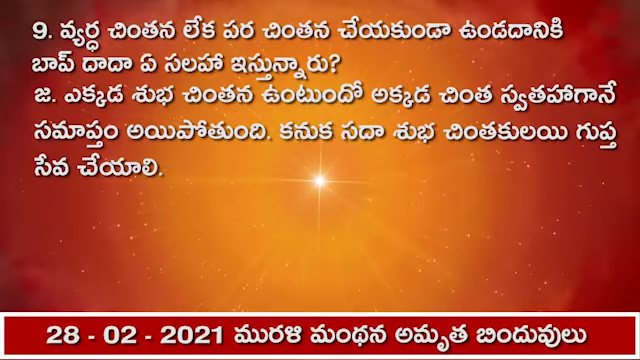 9. వ్యర్థ చింతన లేక పర చింతన చేయకుండా ఉండదానికి
బాప్ దాదా ఏ సలహా ఇస్తున్నారు?
జ. ఎక్కడ శుభ చింతన ఉంటుందో అక్కడ చింత స్వతహాగానే
సమాప్తం అయిపోతుంది. కనుక సదా శుభ చింతకులయి గుప్త
సేవ చేయాలి.
28 - 02 - 2021 మురళి మంథన అమృత బిందువులు